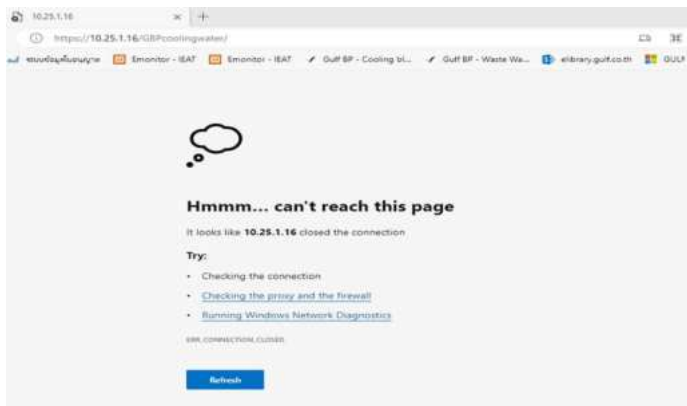 10.25.1.16
https://10.25.1.16/GBPcoolingwater/
Emonitor - IEAT Emonitor - IEAT Gulf BP - Cooling bl... Gulf BP - Waste Wa... elibrary.gulf.co.th GULF
Hmmm... can't reach this page
It looks like 10.25.1.16 closed the connection
Try:
• Checking the connection
• Checking the proxy and the firewall
• Running Windows Network Diagnostics
ERR_CONNECTION_CLOSED
Refresh